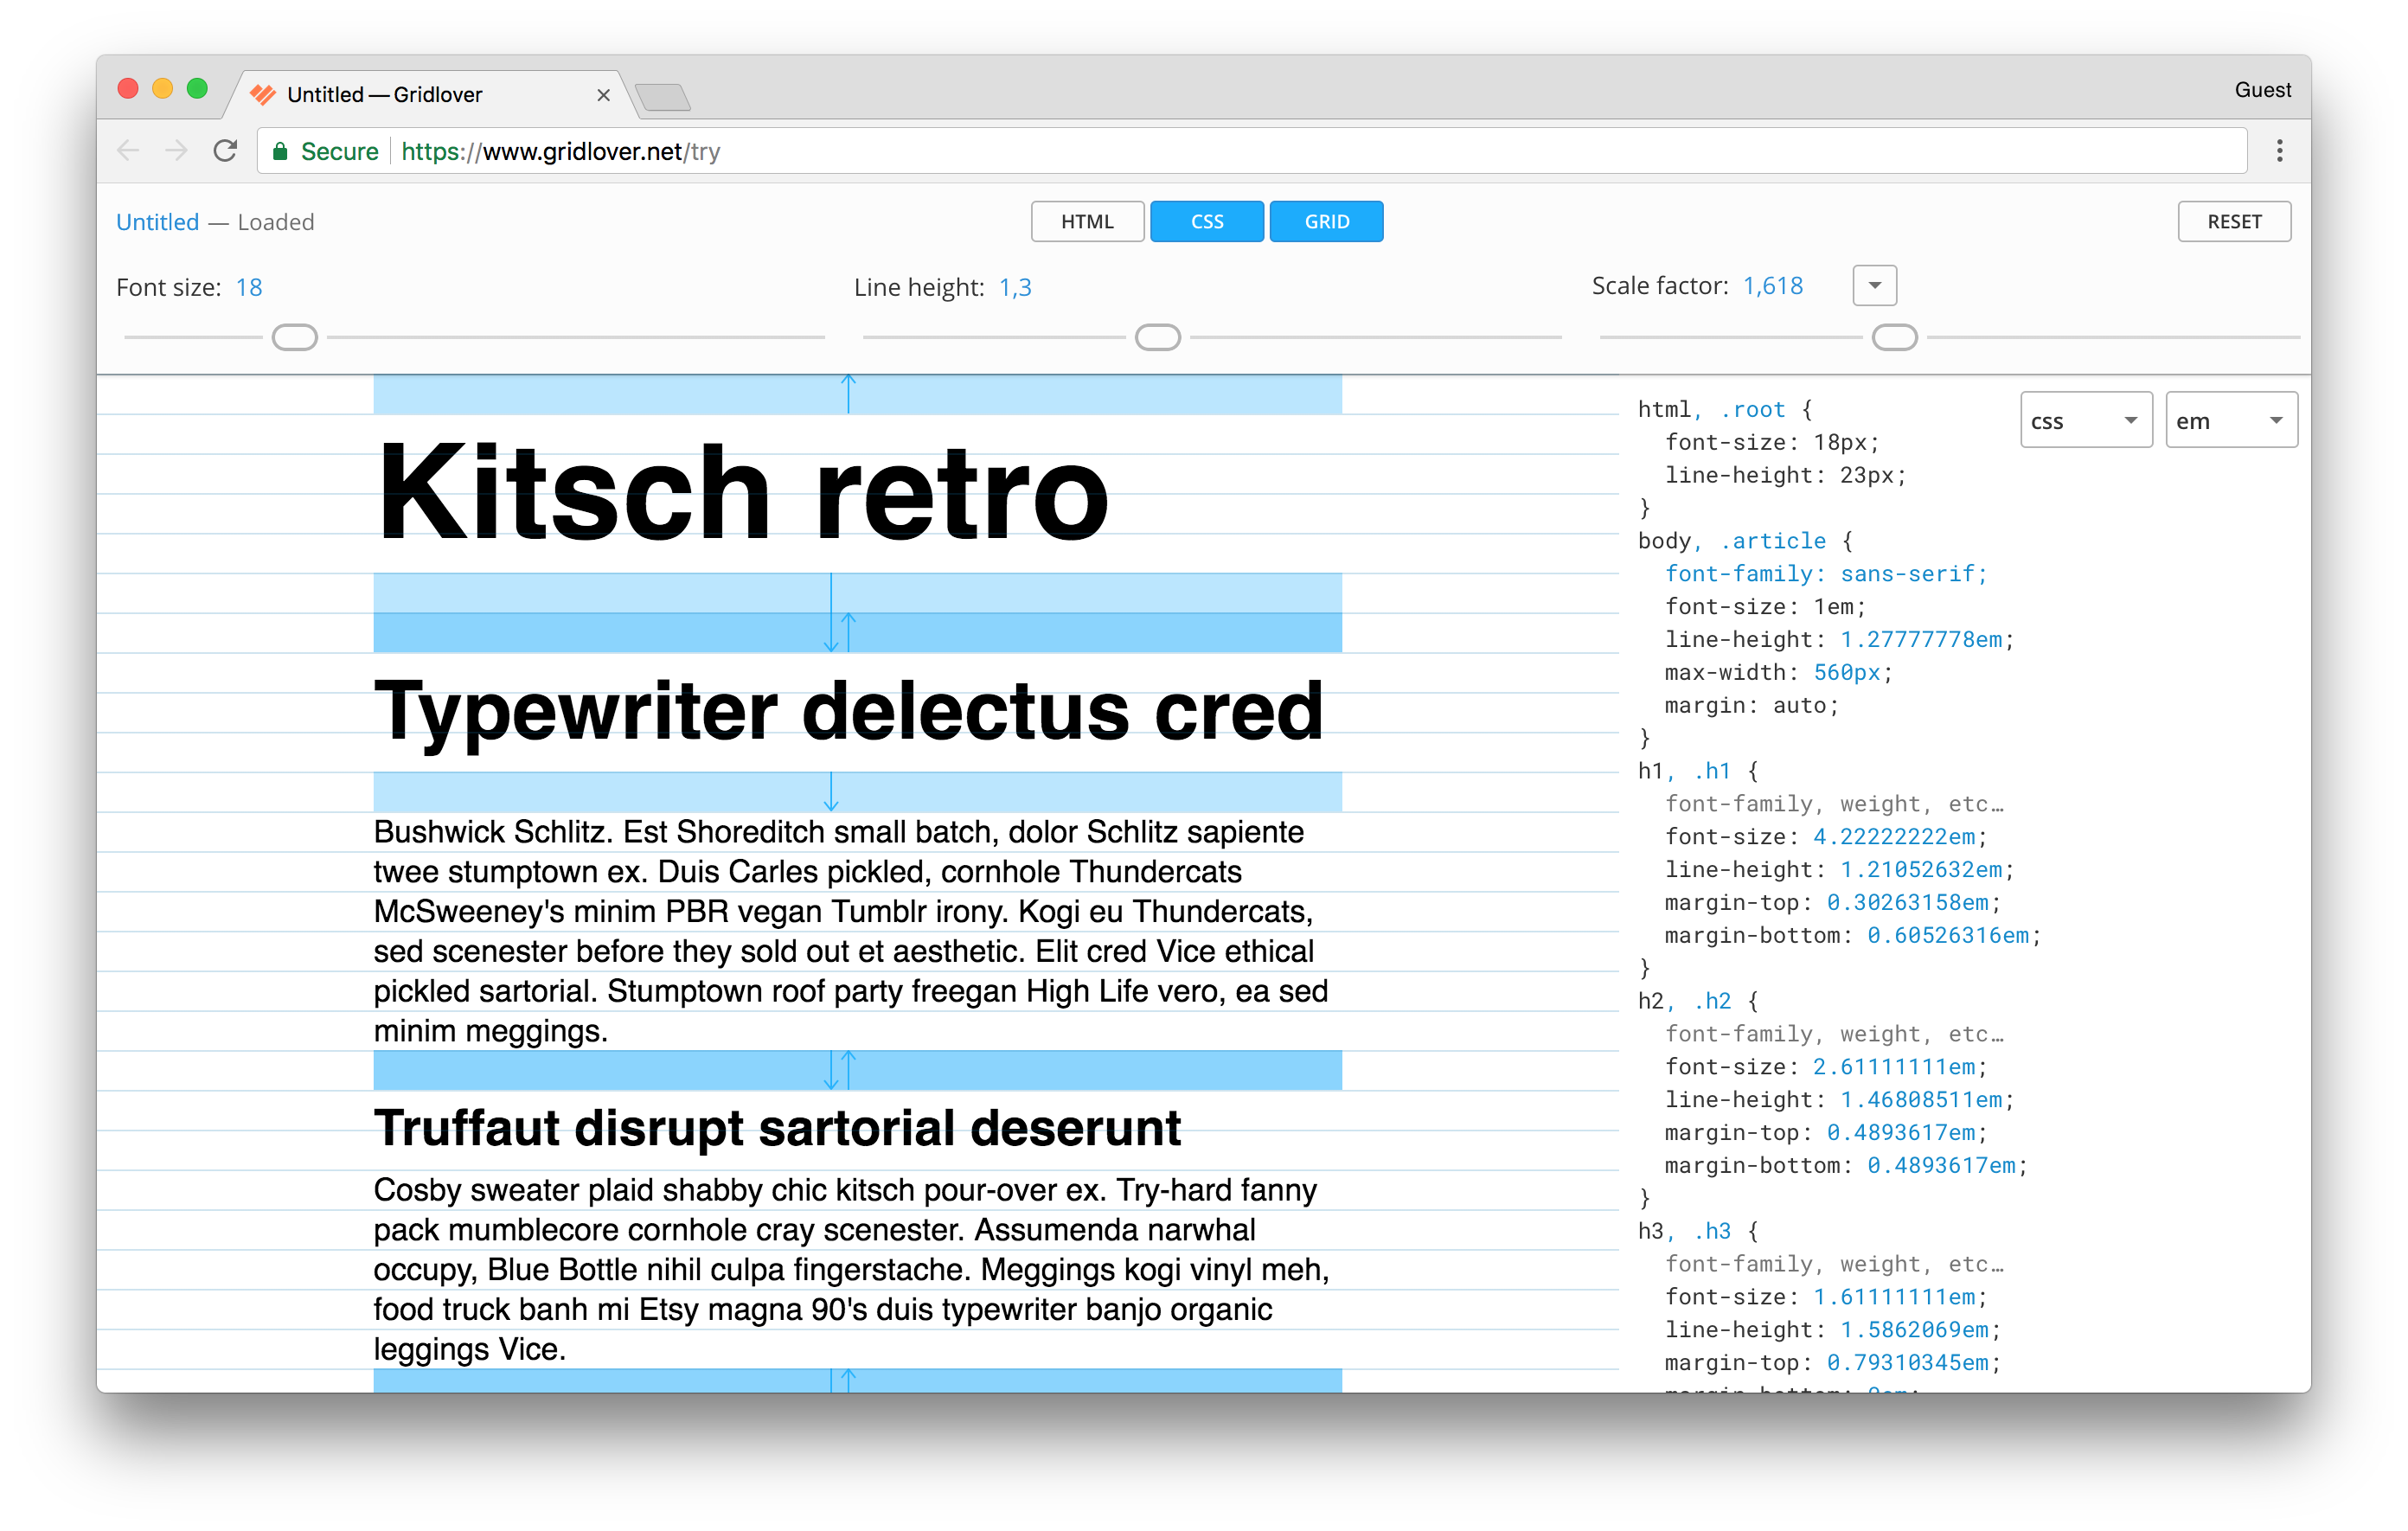 Untitled — Gridlover
Guest
Secure https://www.gridlover.net/try
Untitled — Loaded
HTML
CSS
GRID
RESET
Font size: 18
Line height: 1,3
Scale factor: 1,618
Kitsch retro
Typewriter delectus cred
Bushwick Schlitz. Est Shoreditch small batch, dolor Schlitz sapiente
twee stumptown ex. Duis Carles pickled, cornhole Thundercats
McSweeney's minim PBR vegan Tumblr irony. Kogi eu Thundercats,
sed scenester before they sold out et aesthetic. Elit cred Vice ethical
pickled sartorial. Stumptown roof party freegan High Life vero, ea sed
minim meggings.
Truffaut disrupt sartorial deserunt
Cosby sweater plaid shabby chic kitsch pour-over ex. Try-hard fanny
pack mumblecore cornhole cray scenester. Assumenda narwhal
occupy, Blue Bottle nihil culpa fingerstache. Meggings kogi vinyl meh,
food truck banh mi Etsy magna 90's duis typewriter banjo organic
leggings Vice.
css
em
html, .root {
font-size: 18px;
line-height: 23px;
}
body, .article {
font-family: sans-serif;
font-size: 1em;
line-height: 1.27777778em;
max-width: 560px;
margin: auto;
}
h1, .h1 {
font-family, weight, etc…
font-size: 4.22222222em;
line-height: 1.21052632em;
margin-top: 0.30263158em;
margin-bottom: 0.60526316em;
}
h2, .h2 {
font-family, weight, etc…
font-size: 2.61111111em;
line-height: 1.46808511em;
margin-top: 0.4893617em;
margin-bottom: 0.4893617em;
}
h3, .h3 {
font-family, weight, etc…
font-size: 1.61111111em;
line-height: 1.5862069em;
margin-top: 0.79310345em;